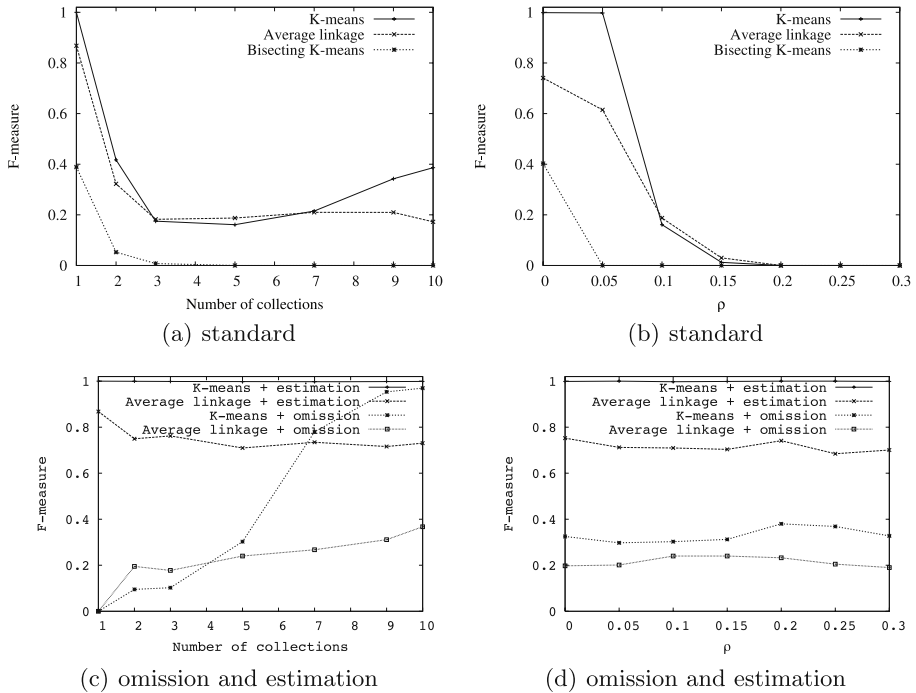 K-means
Average linkage
Bisecting K-means
F-measure
1
0.8
0.6
0.4
0.2
0
1 2 3 4 5 6 7 8 9 10
Number of collections
(a) standard
K-means
Average linkage
Bisecting K-means
F-measure
1
0.8
0.6
0.4
0.2
0
0 0.05 0.1 0.15 0.2 0.25 0.3
ρ
(b) standard
K-means + estimation
Average linkage + estimation
K-means + omission
Average linkage + omission
F-measure
1
0.8
0.6
0.4
0.2
0
1 2 3 4 5 6 7 8 9 10
Number of collections
(c) omission and estimation
K-means + estimation
Average linkage + estimation
K-means + omission
Average linkage + omission
F-measure
1
0.8
0.6
0.4
0.2
0
0 0.05 0.1 0.15 0.2 0.25 0.3
ρ
(d) omission and estimation